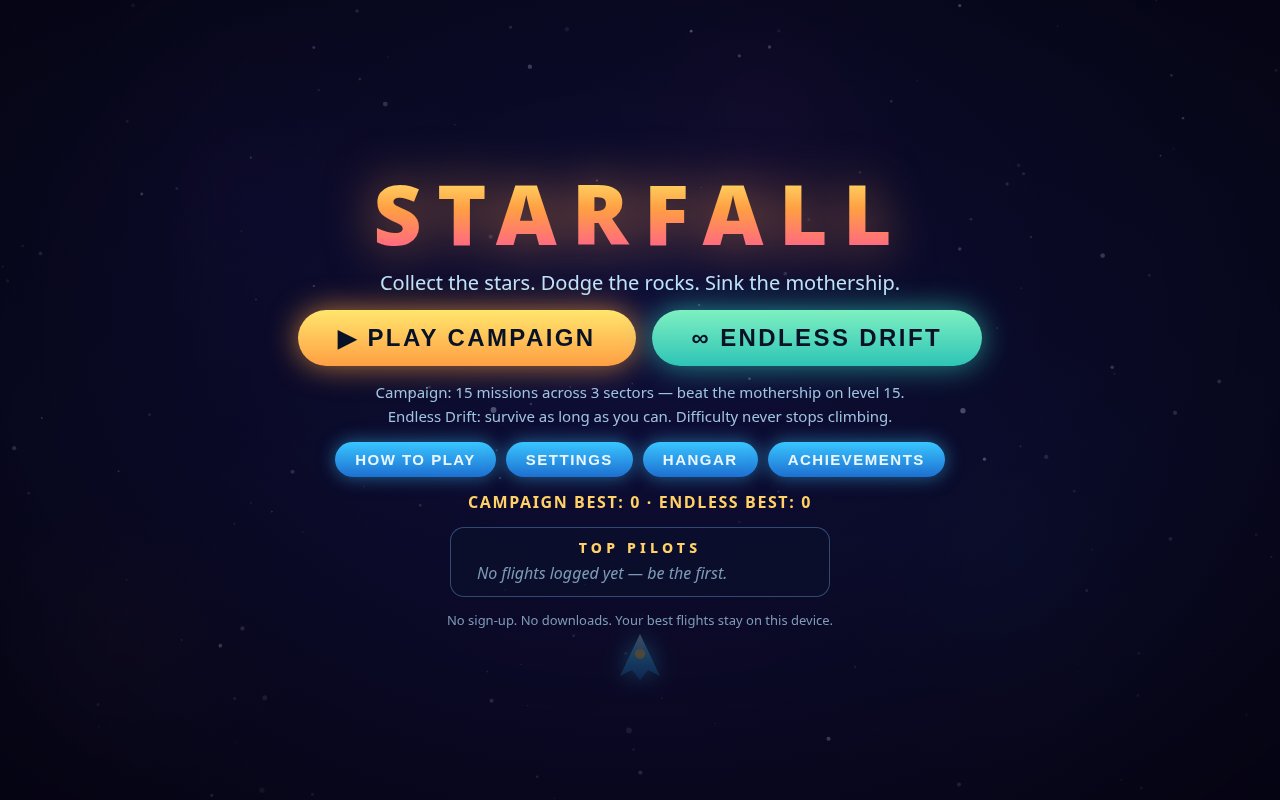 STARFALL
Collect the stars. Dodge the rocks. Sink the mothership.
▶ PLAY CAMPAIGN
∞ ENDLESS DRIFT
Campaign: 15 missions across 3 sectors — beat the mothership on level 15.
Endless Drift: survive as long as you can. Difficulty never stops climbing.
HOW TO PLAY
SETTINGS
HANGAR
ACHIEVEMENTS
CAMPAIGN BEST: 0 · ENDLESS BEST: 0
TOP PILOTS
No flights logged yet — be the first.
No sign-up. No downloads. Your best flights stay on this device.